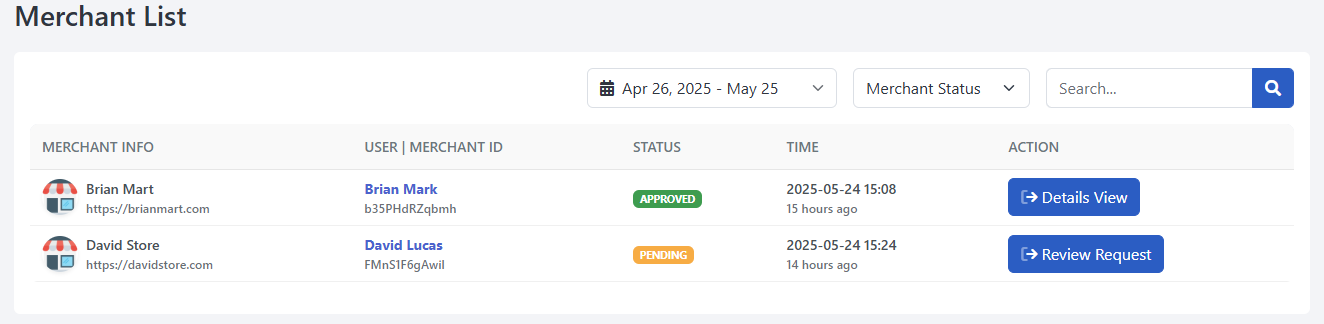 Merchant List
Apr 26, 2025 - May 25
Merchant Status
Search...
MERCHANT INFO USER | MERCHANT ID STATUS TIME ACTION
Brian Mart Brian Mark APPROVED 2025-05-24 15:08 Details View
https://brianmart.com b35PHdRZqbmh 15 hours ago
David Store David Lucas PENDING 2025-05-24 15:24 Review Request
https://davidstore.com FMnS1F6gAwil 14 hours ago